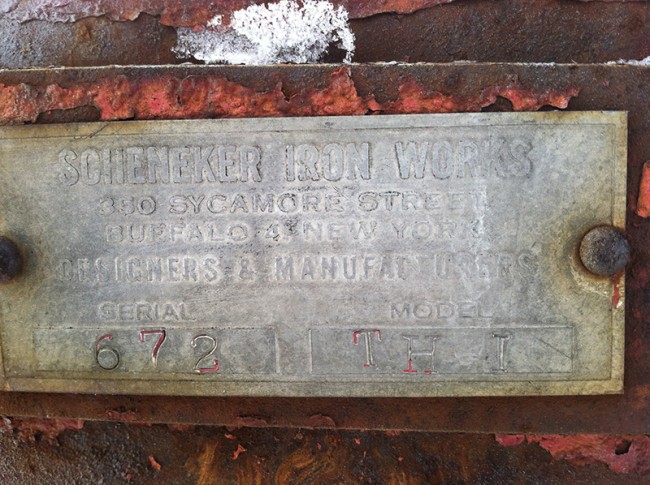 SCHENEKER IRON WORKS
350 SYCAMORE STREET
BUFFALO 4, NEW YORK
DESIGNERS & MANUFACTURERS
SERIAL MODEL
672 TH I